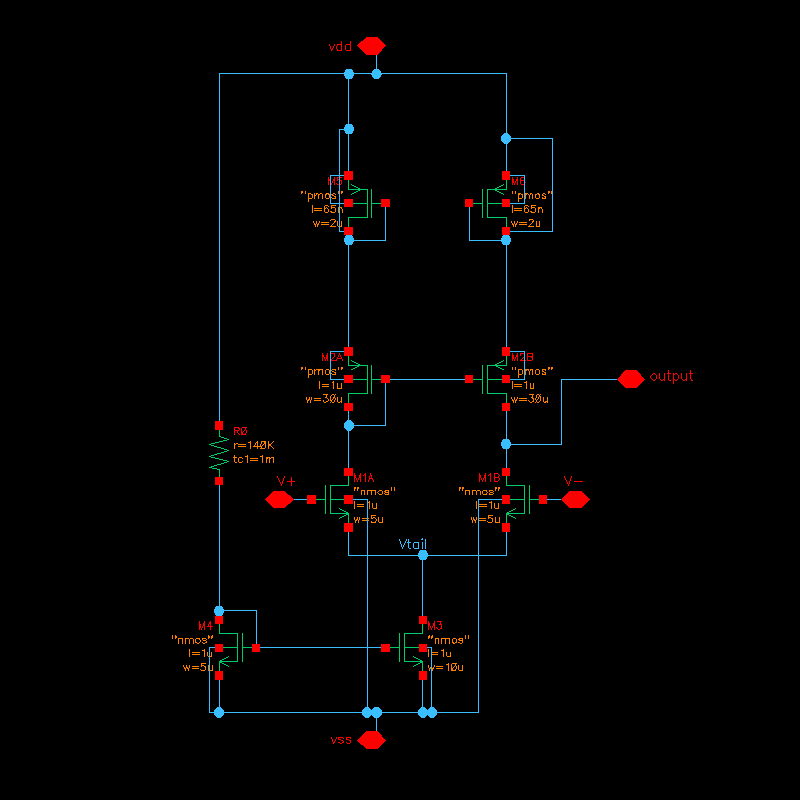 vdd
M5
"pmos"
l=65n
w=2u
M6
"pmos"
l=65n
w=2u
M2A
"pmos"
l=1u
w=30u
M2B
"pmos"
l=1u
w=30u
output
R0
r=140K
tc1=1m
V+
M1A
"nmos"
l=1u
w=5u
M1B
"nmos"
l=1u
w=5u
V-
Vtail
M4
"nmos"
l=1u
w=5u
M3
"nmos"
l=1u
w=10u
vss